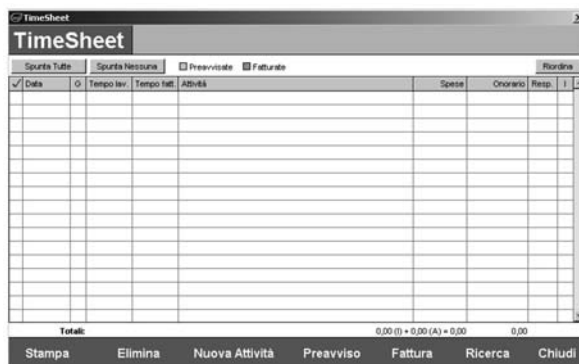 TimeSheet
TimeSheet
Spunta Tutte Spunta Nessuna Preavvisate Fatturate Riordina
Data G Tempo lav. Tempo fatt. Attività Spese Onorario Resp. I
Totali: 0,00 (I) + 0,00 (A) = 0,00 0,00
Stampa Elimina Nuova Attività Preavviso Fattura Ricerca Chiudi